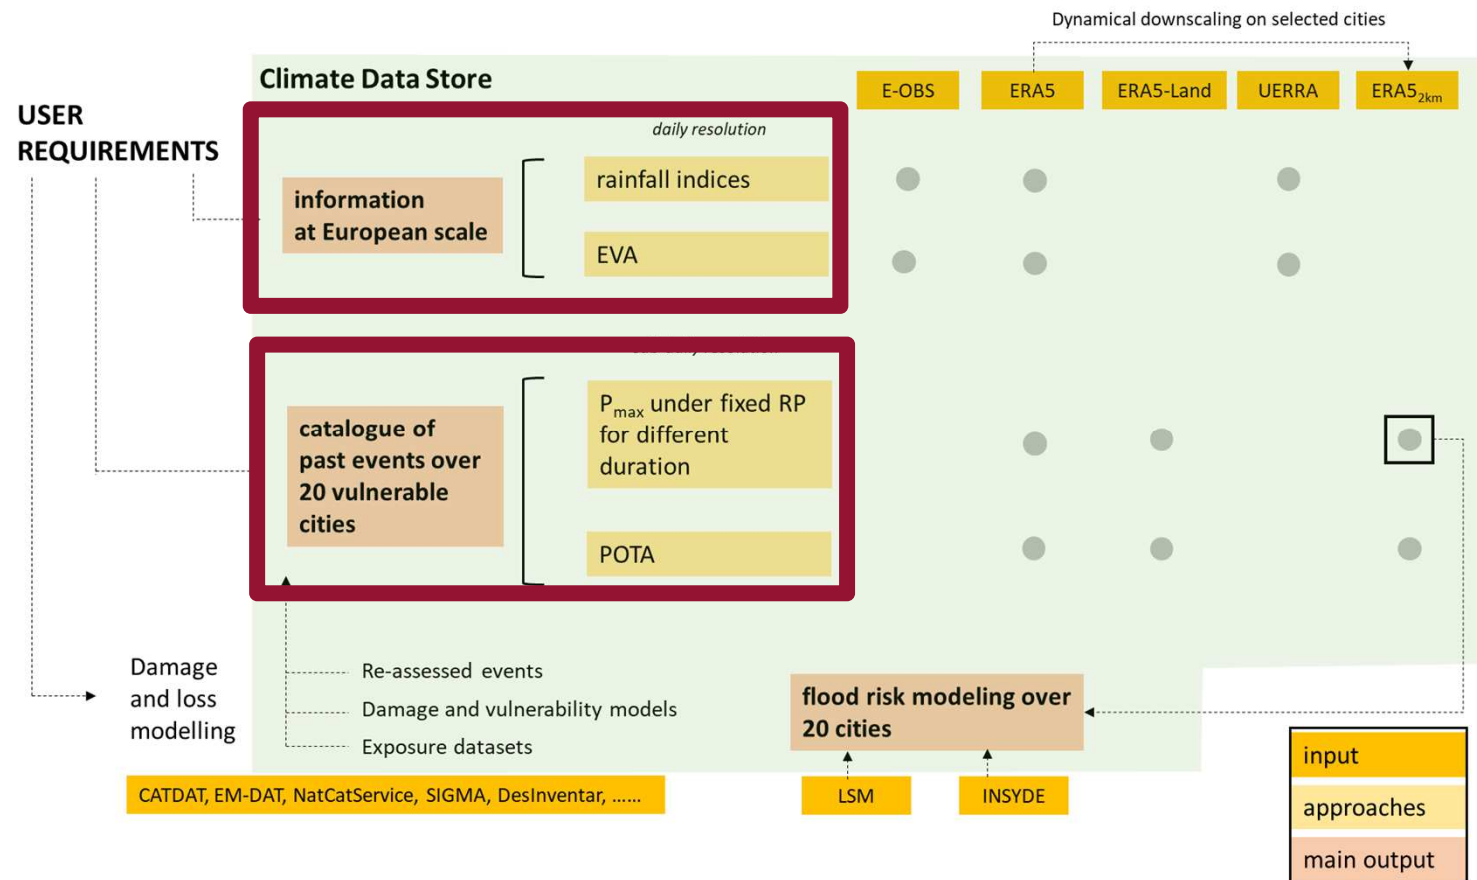 Dynamical downscaling on selected cities
Climate Data Store
E-OBS
ERA5
ERA5-Land
UERRA
ERA5₂ₖₘ
USER
REQUIREMENTS
daily resolution
rainfall indices
information
at European scale
EVA
P_max under fixed RP
for different
duration
catalogue of
past events over
20 vulnerable
cities
POTA
Damage
and loss
modelling
Re-assessed events
Damage and vulnerability models
Exposure datasets
flood risk modeling over
20 cities
CATDAT, EM-DAT, NatCatService, SIGMA, DesInventar, ......
LSM
INSYDE
input
approaches
main output